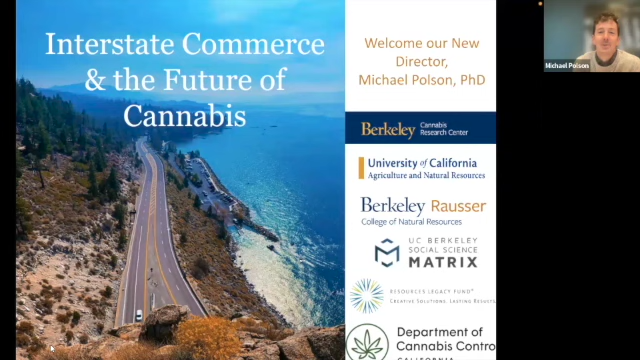 Interstate Commerce
& the Future of
Cannabis
Welcome our New
Director,
Michael Polson, PhD
Berkeley Cannabis
Research Center
University of California
Agriculture and Natural Resources
Berkeley Rausser
College of Natural Resources
UC BERKELEY
SOCIAL SCIENCE
MATRIX
RESOURCES LEGACY FUND
CREATIVE SOLUTIONS. LASTING RESULTS.
Department of
Cannabis Contro
CALIFORNIA
Michael Polson